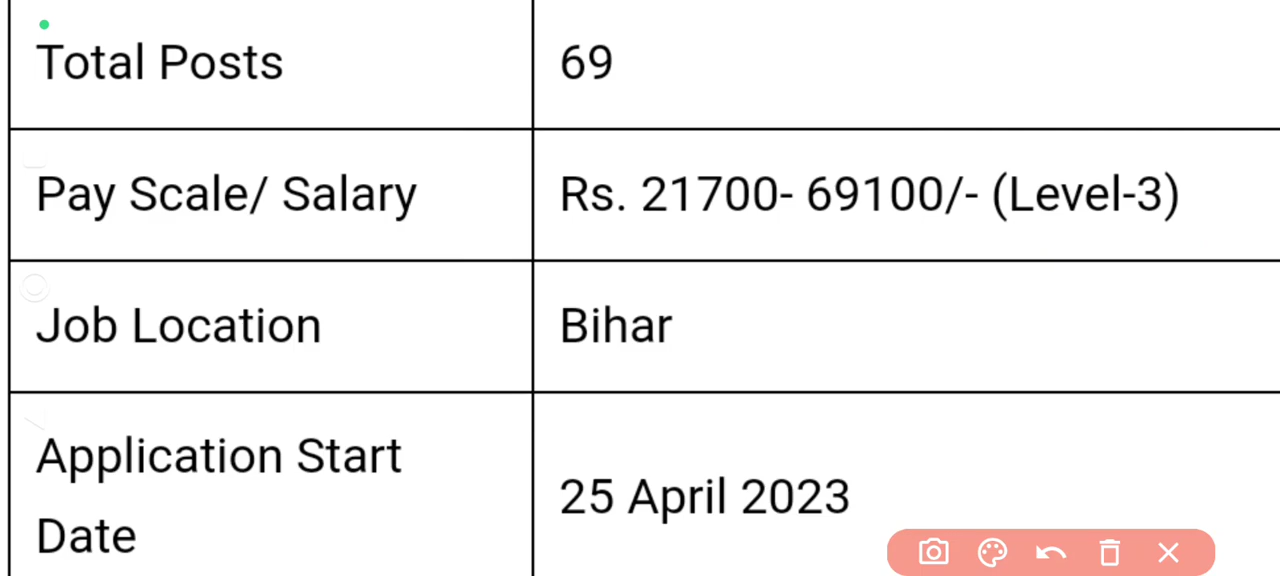 Total Posts
69
Pay Scale/ Salary
Rs. 21700- 69100/- (Level-3)
Job Location
Bihar
Application Start
Date
25 April 2023